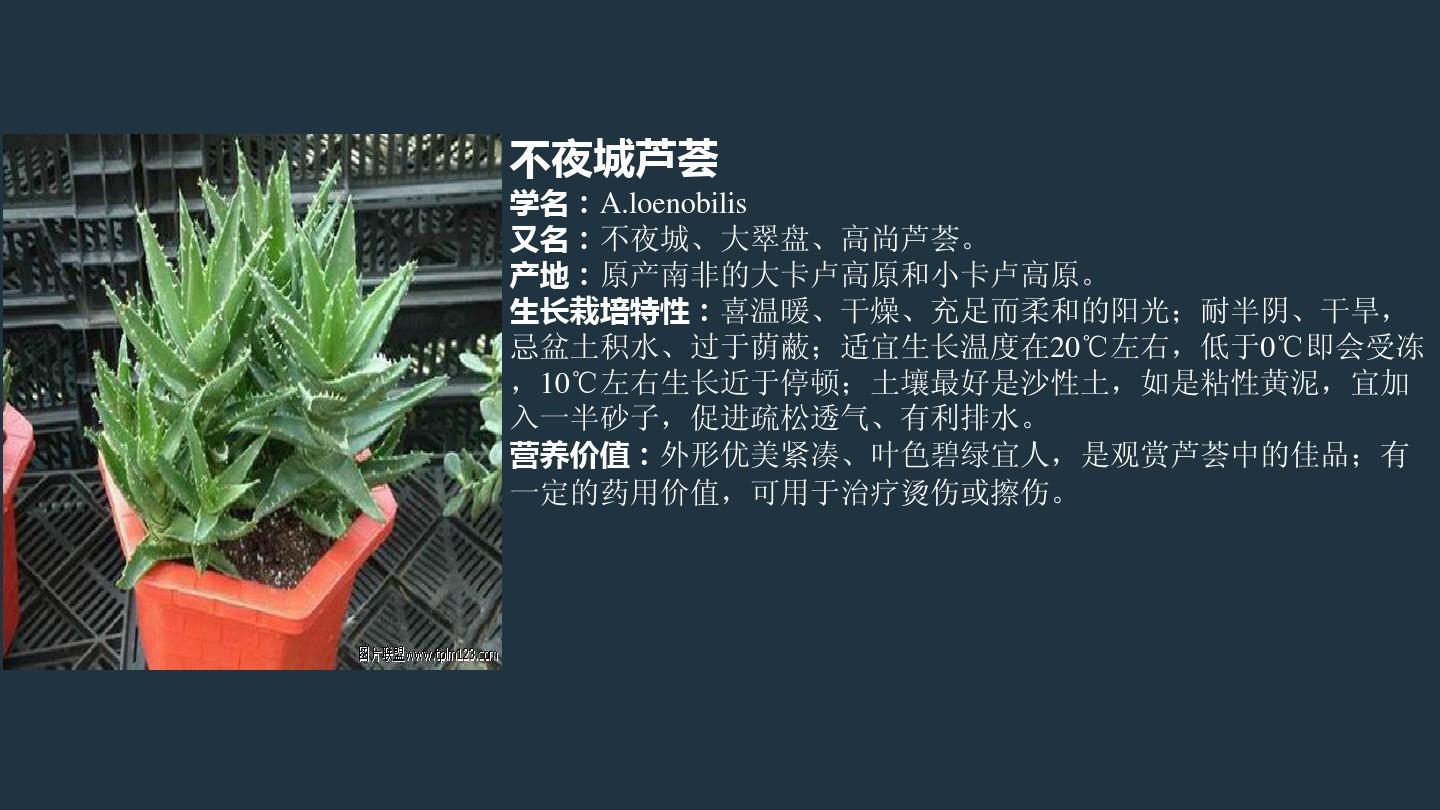 不夜城芦荟
学名：A.loenobilis
又名：不夜城、大翠盘、高尚芦荟。
产地：原产南非的大卡卢高原和小卡卢高原。
生长栽培特性：喜温暖、干燥、充足而柔和的阳光；耐半阴、干旱，
忌盆土积水、过于荫蔽；适宜生长温度在20℃左右，低于0℃即会受冻
，10℃左右生长近于停顿；土壤最好是沙性土，如是粘性黄泥，宜加
入一半砂子，促进疏松透气、有利排水。
营养价值：外形优美紧凑、叶色碧绿宜人，是观赏芦荟中的佳品；有
一定的药用价值，可用于治疗烫伤或擦伤。
图片联盟www.tplm123.com